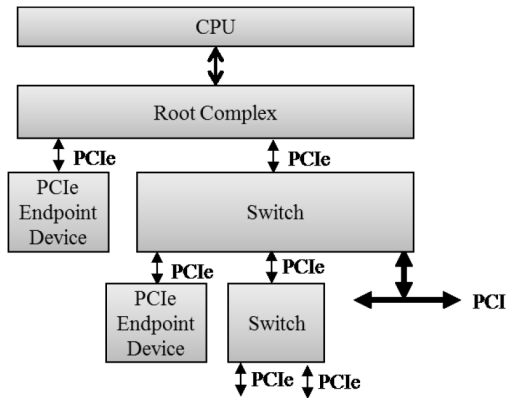 CPU
Root Complex
PCIe
PCIe
PCIe
Endpoint
Device
Switch
PCIe
PCIe
PCIe
Endpoint
Device
Switch
PCI
PCIe
PCIe